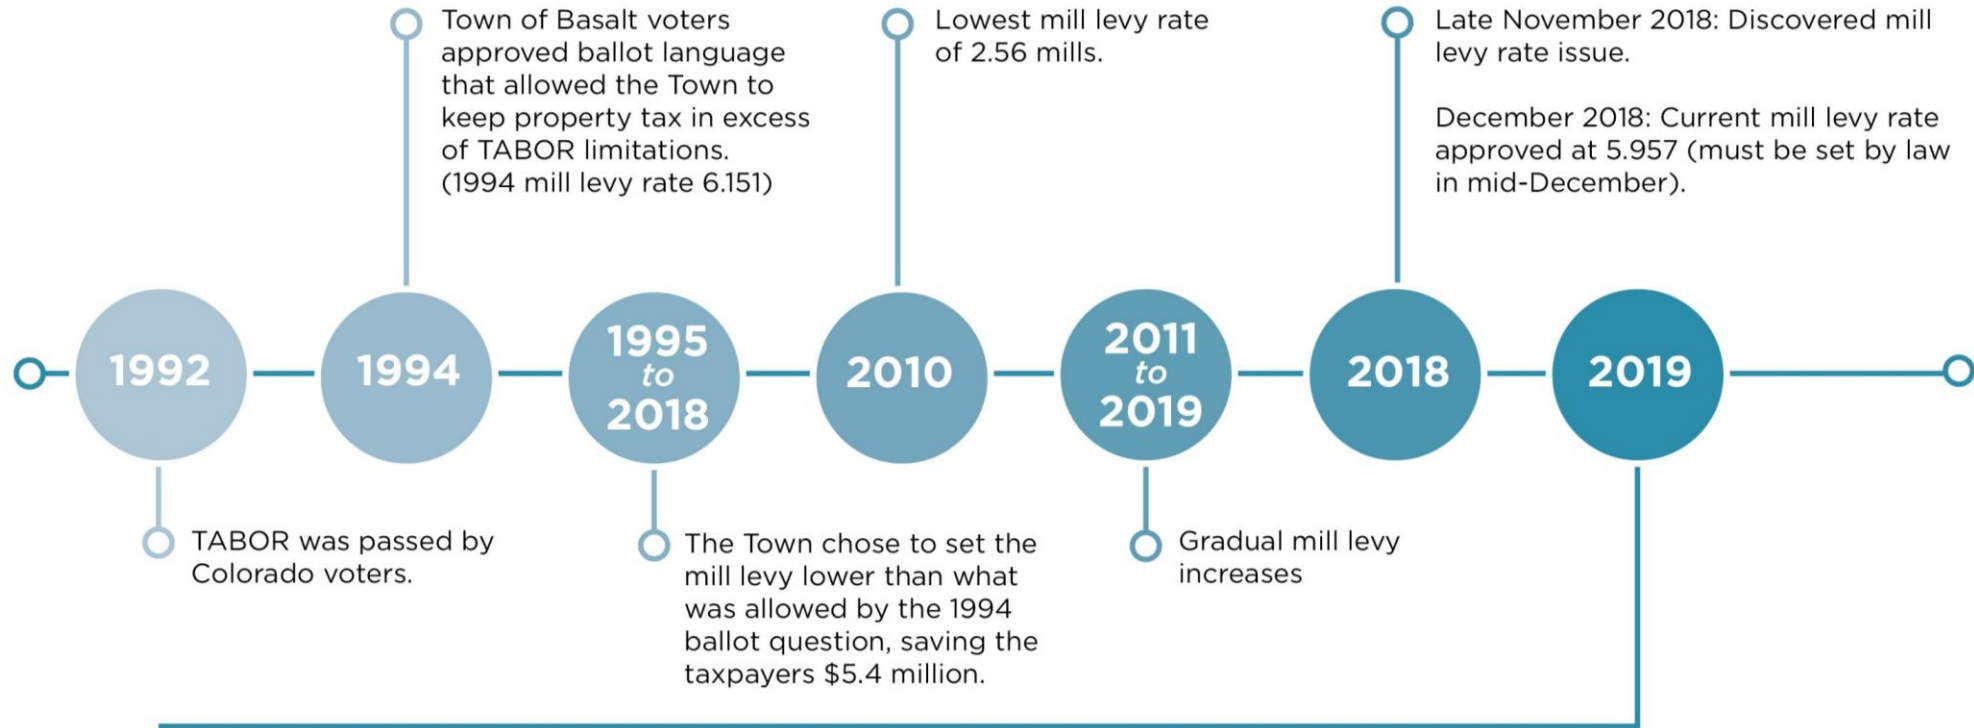 Town of Basalt voters
approved ballot language
that allowed the Town to
keep property tax in excess
of TABOR limitations.
(1994 mill levy rate 6.151)
Lowest mill levy rate
of 2.56 mills.
Late November 2018: Discovered mill
levy rate issue.
December 2018: Current mill levy rate
approved at 5.957 (must be set by law
in mid-December).
1992
1994
1995
to
2018
2010
2011
to
2019
2018
2019
TABOR was passed by
Colorado voters.
The Town chose to set the
mill levy lower than what
was allowed by the 1994
ballot question, saving the
taxpayers $5.4 million.
Gradual mill levy
increases